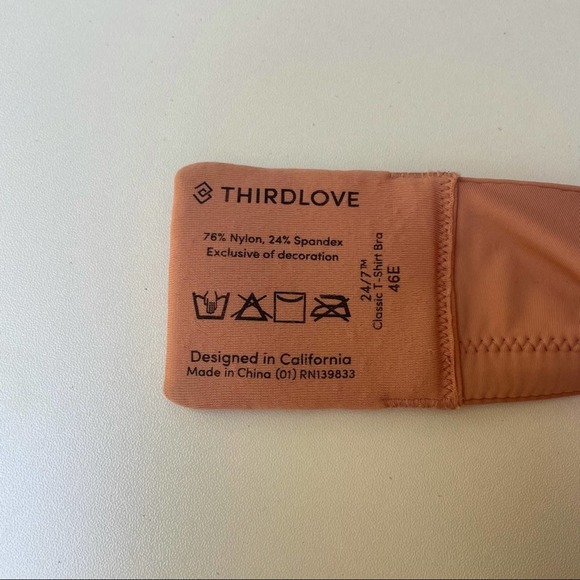 THIRDLOVE
76% Nylon, 24% Spandex
Exclusive of decoration
24/7™
Classic T-Shirt Bra
46E
Designed in California
Made in China (01) RN139833